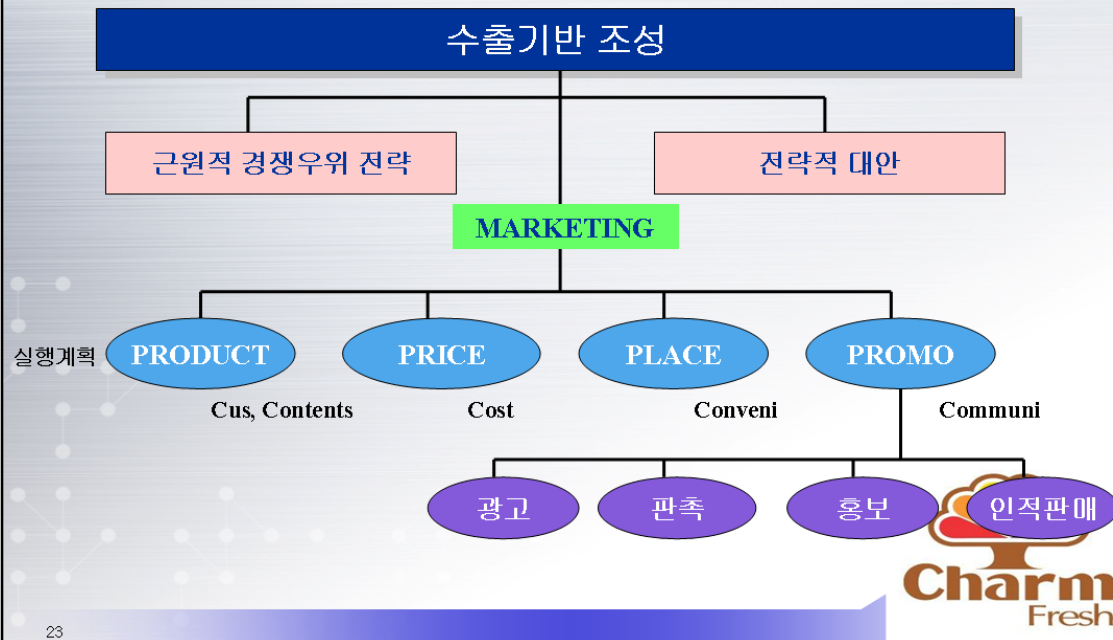 수출기반 조성
근원적 경쟁우위 전략
전략적 대안
MARKETING
실행계획
PRODUCT
PRICE
PLACE
PROMO
Cus, Contents
Cost
Conveni
Communi
광고
판촉
홍보
인적판매
Charm
Fresh
23